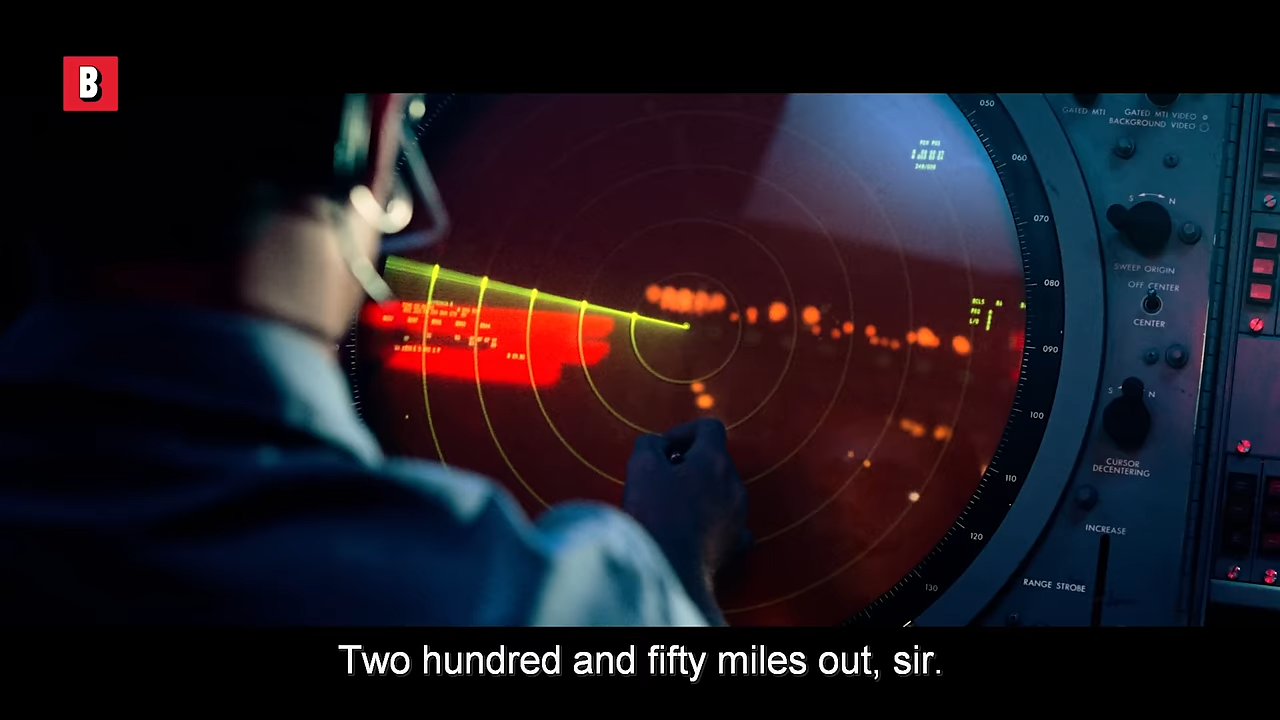 B
050
GATED MTI
GATED MTI VIDEO
BACKGROUND VIDEO
060
S N
070
SWEEP ORIGIN
080
OFF CENTER
CENTER
090
S N
100
CURSOR
DECENTERING
110
INCREASE
120
RANGE STROBE
130
Two hundred and fifty miles out, sir.